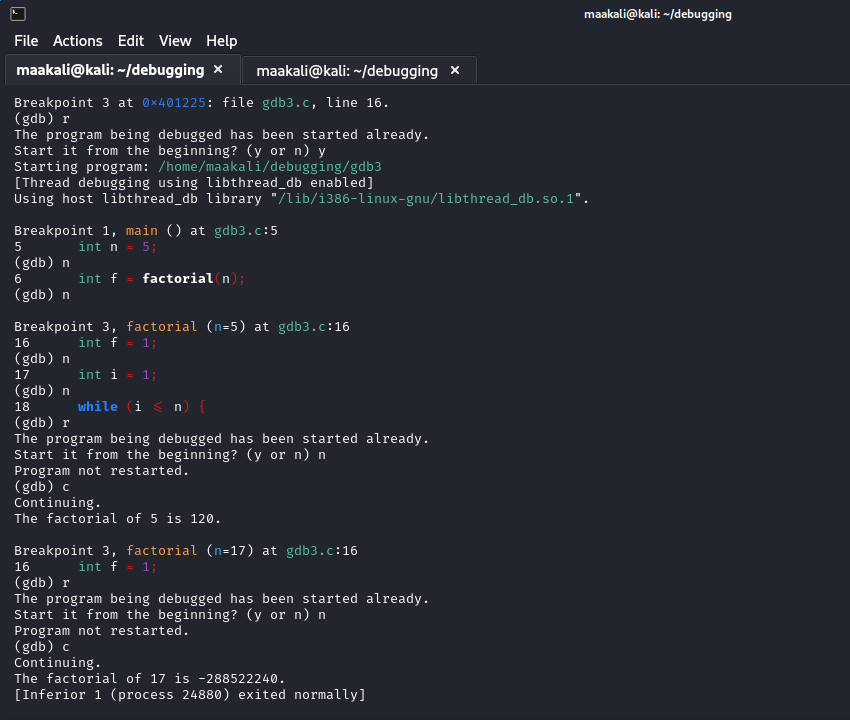 maakali@kali: ~/debugging
File Actions Edit View Help
maakali@kali: ~/debugging × maakali@kali: ~/debugging ×
Breakpoint 3 at 0×401225: file gdb3.c, line 16.
(gdb) r
The program being debugged has been started already.
Start it from the beginning? (y or n) y
Starting program: /home/maakali/debugging/gdb3
[Thread debugging using libthread_db enabled]
Using host libthread_db library "/lib/i386-linux-gnu/libthread_db.so.1".
Breakpoint 1, main () at gdb3.c:5
5 int n = 5;
(gdb) n
6 int f = factorial(n);
(gdb) n
Breakpoint 3, factorial (n=5) at gdb3.c:16
16 int f = 1;
(gdb) n
17 int i = 1;
(gdb) n
18 while (i ≤ n) {
(gdb) r
The program being debugged has been started already.
Start it from the beginning? (y or n) n
Program not restarted.
(gdb) c
Continuing.
The factorial of 5 is 120.
Breakpoint 3, factorial (n=17) at gdb3.c:16
16 int f = 1;
(gdb) r
The program being debugged has been started already.
Start it from the beginning? (y or n) n
Program not restarted.
(gdb) c
Continuing.
The factorial of 17 is -288522240.
[Inferior 1 (process 24880) exited normally]